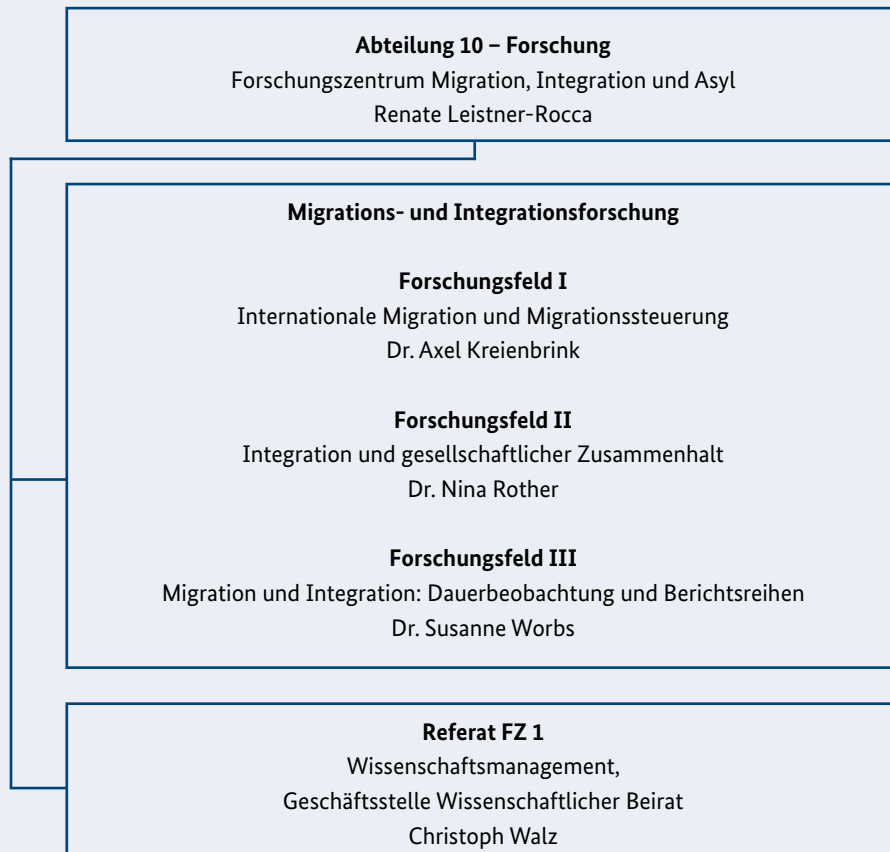 Abteilung 10 – Forschung
Forschungszentrum Migration, Integration und Asyl
Renate Leistner-Rocca
Migrations- und Integrationsforschung
Forschungsfeld I
Internationale Migration und Migrationssteuerung
Dr. Axel Kreienbrink
Forschungsfeld II
Integration und gesellschaftlicher Zusammenhalt
Dr. Nina Rother
Forschungsfeld III
Migration und Integration: Dauerbeobachtung und Berichtsreihen
Dr. Susanne Worbs
Referat FZ 1
Wissenschaftsmanagement,
Geschäftsstelle Wissenschaftlicher Beirat
Christoph Walz